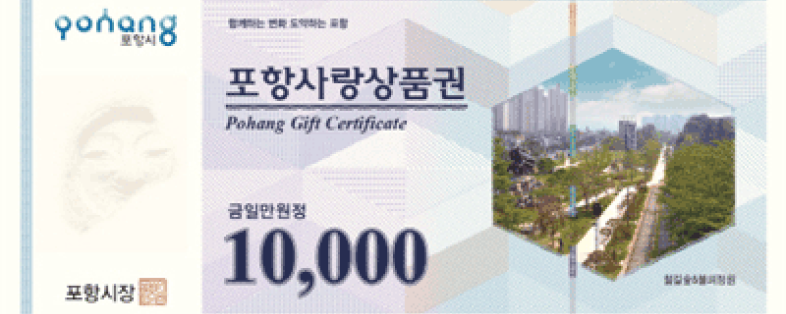 pohang
포항시
함께하는 변화 도약하는 포항
포항사랑상품권
Pohang Gift Certificate
금일만원정
10,000
포항시장
철길숲&불의정원